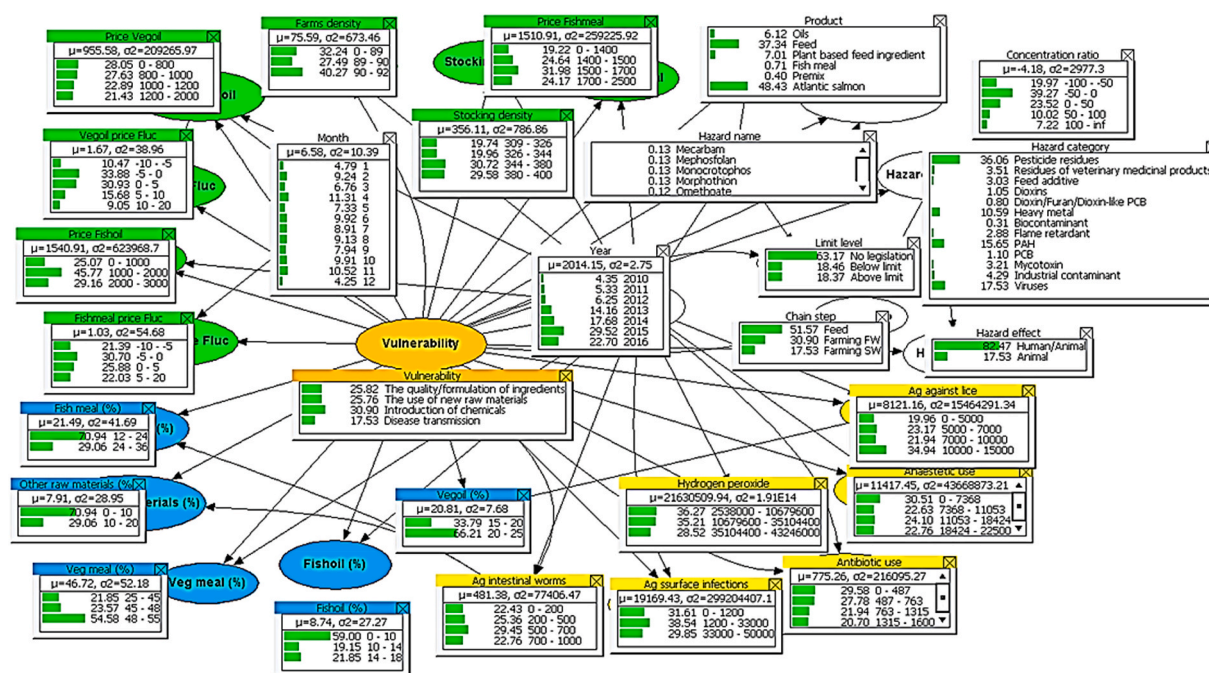 Price Vegoil
μ=955.58, σ2=209265.97
28.05 0 - 800
27.63 800 - 1000
22.89 1000 - 1200
21.43 1200 - 2000
oil
Farms density
μ=75.59, σ2=673.46
32.24 0 - 89
27.49 89 - 90
40.27 90 - 92
Stocki
Price Fishmeal
μ=1510.91, σ2=259225.92
19.22 0 - 1400
24.64 1400 - 1500
31.98 1500 - 1700
24.17 1700 - 2500
al
Product
6.12 Oils
37.34 Feed
7.01 Plant based feed ingredient
0.71 Fish meal
0.40 Premix
48.43 Atlantic salmon
Concentration ratio
μ=-4.18, σ2=2977.3
19.97 -100 - -50
39.27 -50 - 0
23.52 0 - 50
10.02 50 - 100
7.22 100 - inf
Vegoil price Fluc
μ=1.67, σ2=38.96
10.47 -10 - -5
33.88 -5 - 0
30.93 0 - 5
15.68 5 - 10
9.05 10 - 20
Fluc
Month
μ=6.58, σ2=10.39
4.79 1
9.24 2
6.76 3
11.31 4
7.33 5
9.92 6
8.91 7
9.13 8
7.94 9
9.91 10
10.52 11
4.25 12
Stocking density
μ=356.11, σ2=786.86
19.74 309 - 326
19.96 326 - 344
30.72 344 - 380
29.58 380 - 400
Hazard name
0.13 Mecarbam
0.13 Mephosfolan
0.13 Monocrotophos
0.13 Morphothion
0.12 Omethoate
Hazar
Hazard category
36.06 Pesticide residues
3.51 Residues of veterinary medicinal products
3.03 Feed additive
1.05 Dioxins
0.80 Dioxin/Furan/Dioxin-like PCB
10.59 Heavy metal
0.31 Biocontaminant
2.88 Flame retardant
15.65 PAH
1.10 PCB
3.21 Mycotoxin
4.29 Industrial contaminant
17.53 Viruses
Price Fishoil
μ=1540.91, σ2=623968.7
25.07 0 - 1000
45.77 1000 - 2000
29.16 2000 - 3000
Year
μ=2014.15, σ2=2.75
4.35 2010
5.33 2011
6.25 2012
14.16 2013
17.68 2014
29.52 2015
22.70 2016
Limit level
63.17 No legislation
18.46 Below limit
18.37 Above limit
Fishmeal price Fluc
μ=1.03, σ2=54.68
21.39 -10 - -5
30.70 -5 - 0
25.88 0 - 5
22.03 5 - 20
e Fluc
Vulnerability
Chain step
51.57 Feed
30.90 Farming FW
17.53 Farming SW
H
Hazard effect
82.47 Human/Animal
17.53 Animal
Vulnerability
25.82 The quality/formulation of ingredients
25.76 The use of new raw materials
30.90 Introduction of chemicals
17.53 Disease transmission
Ag against lice
μ=8121.16, σ2=15464291.34
19.96 0 - 5000
23.17 5000 - 7000
21.94 7000 - 10000
34.94 10000 - 15000
Fish meal (%)
μ=21.49, σ2=41.69
70.94 12 - 24
29.06 24 - 36
(%)
Other raw materials (%)
μ=7.91, σ2=28.95
70.94 0 - 10
29.06 10 - 20
erials (%)
Vegoil (%)
μ=20.81, σ2=7.68
33.79 15 - 20
66.21 20 - 25
Hydrogen peroxide
μ=21630509.94, σ2=1.91E14
36.27 2538000 - 10679600
35.21 10679600 - 35104400
28.52 35104400 - 43246000
Anaestetic use
μ=11417.45, σ2=43668873.21
30.51 0 - 7368
22.63 7368 - 11053
24.10 11053 - 18424
22.76 18424 - 22500
Veg meal (%)
μ=46.72, σ2=52.18
21.85 25 - 45
23.57 45 - 48
54.58 48 - 55
Veg meal (%)
Fishoil (%)
Fishoil (%)
μ=8.74, σ2=27.27
59.00 0 - 10
19.15 10 - 14
21.85 14 - 18
Ag intestinal worms
μ=481.38, σ2=77406.47
22.43 0 - 200
25.36 200 - 500
29.45 500 - 700
22.76 700 - 1000
Ag ssurface infections
μ=19169.43, σ2=299204407.1
31.61 0 - 1200
38.54 1200 - 33000
29.85 33000 - 50000
Antibiotic use
μ=775.26, σ2=216095.27
29.58 0 - 487
27.78 487 - 763
21.94 763 - 1315
20.70 1315 - 1600